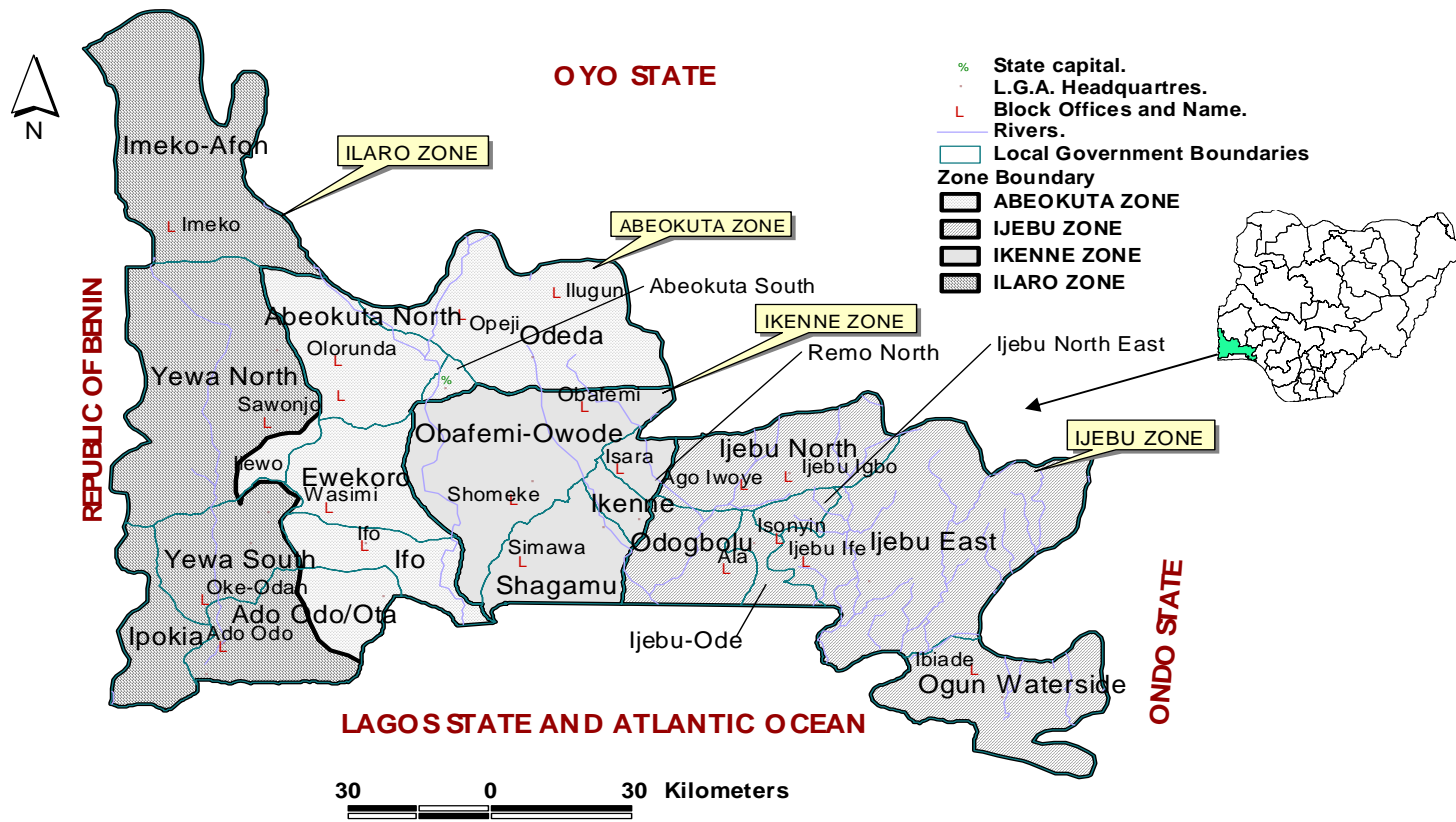 OYO STATE
N
% State capital.
L.G.A. Headquartres.
L Block Offices and Name.
Rivers.
Local Government Boundaries
Zone Boundary
ABEOKUTA ZONE
IJEBU ZONE
IKENNE ZONE
ILARO ZONE
Imeko-Afon
ILARO ZONE
L Imeko
ABEOKUTA ZONE
REPUBLIC OF BENIN
L Ilugun
Abeokuta South
Abeokuta North
L Opeji
Odeda
IKENNE ZONE
Olorunda
L
Remo North
Ijebu North East
Yewa North
%
L
Obafemi
L
Sawonjo
L
Obafemi-Owode
Ijebu North
IJEBU ZONE
Ilewo
Ewekoro
Isara
L
Ago Iwoye
L
L Ijebu Igbo
Wasimi
L
Shomeke
L
Ikenne
Ifo
L
Ifo
Simawa
L
Odogbolu
Ala
L
Isonyin
L
Ijebu Ife
L
Ijebu East
Yewa South
Oke-Odan
L
Shagamu
Ado Odo/Ota
Ipokia
Ado Odo
L
Ijebu-Ode
Ibiade
L
Ogun Waterside
ONDO STATE
LAGOS STATE AND ATLANTIC OCEAN
30 0 30 Kilometers